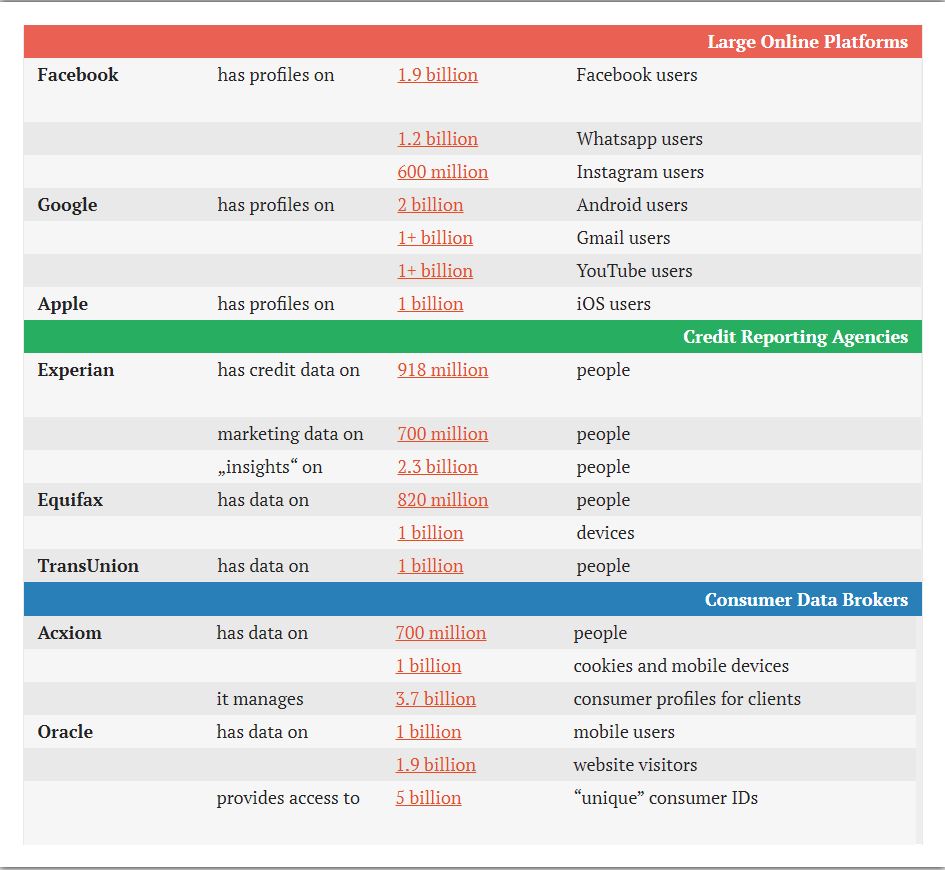 Large Online Platforms
Facebook has profiles on 1.9 billion Facebook users
1.2 billion Whatsapp users
600 million Instagram users
Google has profiles on 2 billion Android users
1+ billion Gmail users
1+ billion YouTube users
Apple has profiles on 1 billion iOS users
Credit Reporting Agencies
Experian has credit data on 918 million people
marketing data on 700 million people
„insights“ on 2.3 billion people
Equifax has data on 820 million people
1 billion devices
TransUnion has data on 1 billion people
Consumer Data Brokers
Acxiom has data on 700 million people
1 billion cookies and mobile devices
it manages 3.7 billion consumer profiles for clients
Oracle has data on 1 billion mobile users
1.9 billion website visitors
provides access to 5 billion “unique” consumer IDs